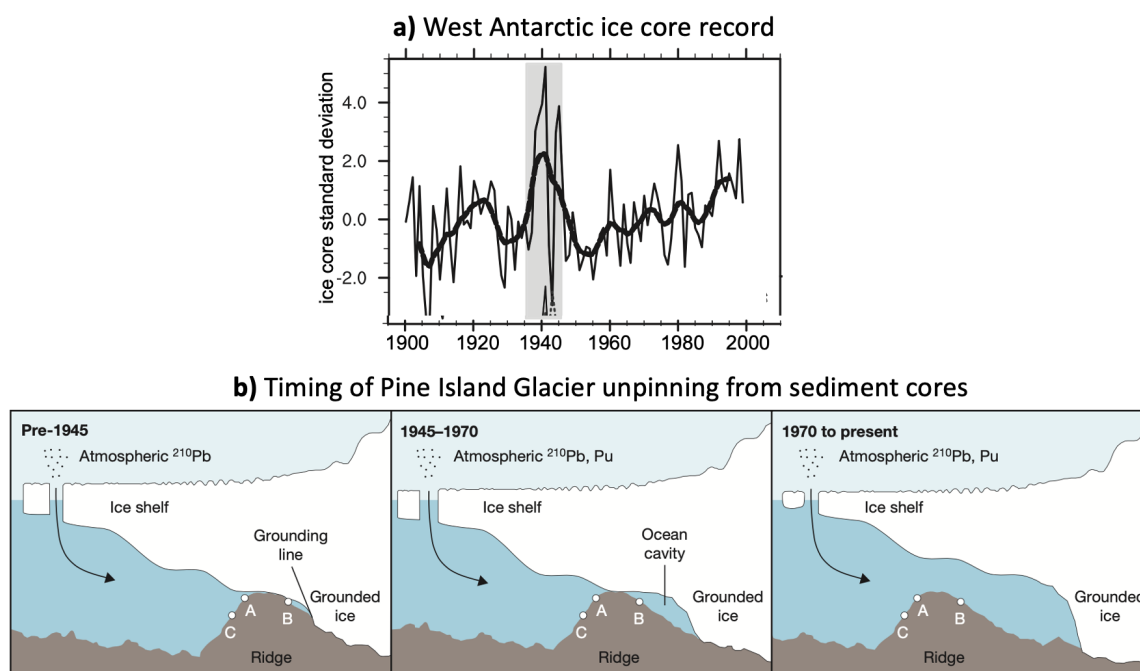 a) West Antarctic ice core record
ice core standard deviation
4.0
2.0
0.0
-2.0
1900 1920 1940 1960 1980 2000
b) Timing of Pine Island Glacier unpinning from sediment cores
Pre-1945
Atmospheric ²¹⁰Pb
Ice shelf
Grounding
line
Grounded
ice
A
B
C
Ridge
1945–1970
Atmospheric ²¹⁰Pb, Pu
Ice shelf
Ocean
cavity
Grounded
ice
A
B
C
Ridge
1970 to present
Atmospheric ²¹⁰Pb, Pu
Ice shelf
Grounded
ice
A
B
C
Ridge